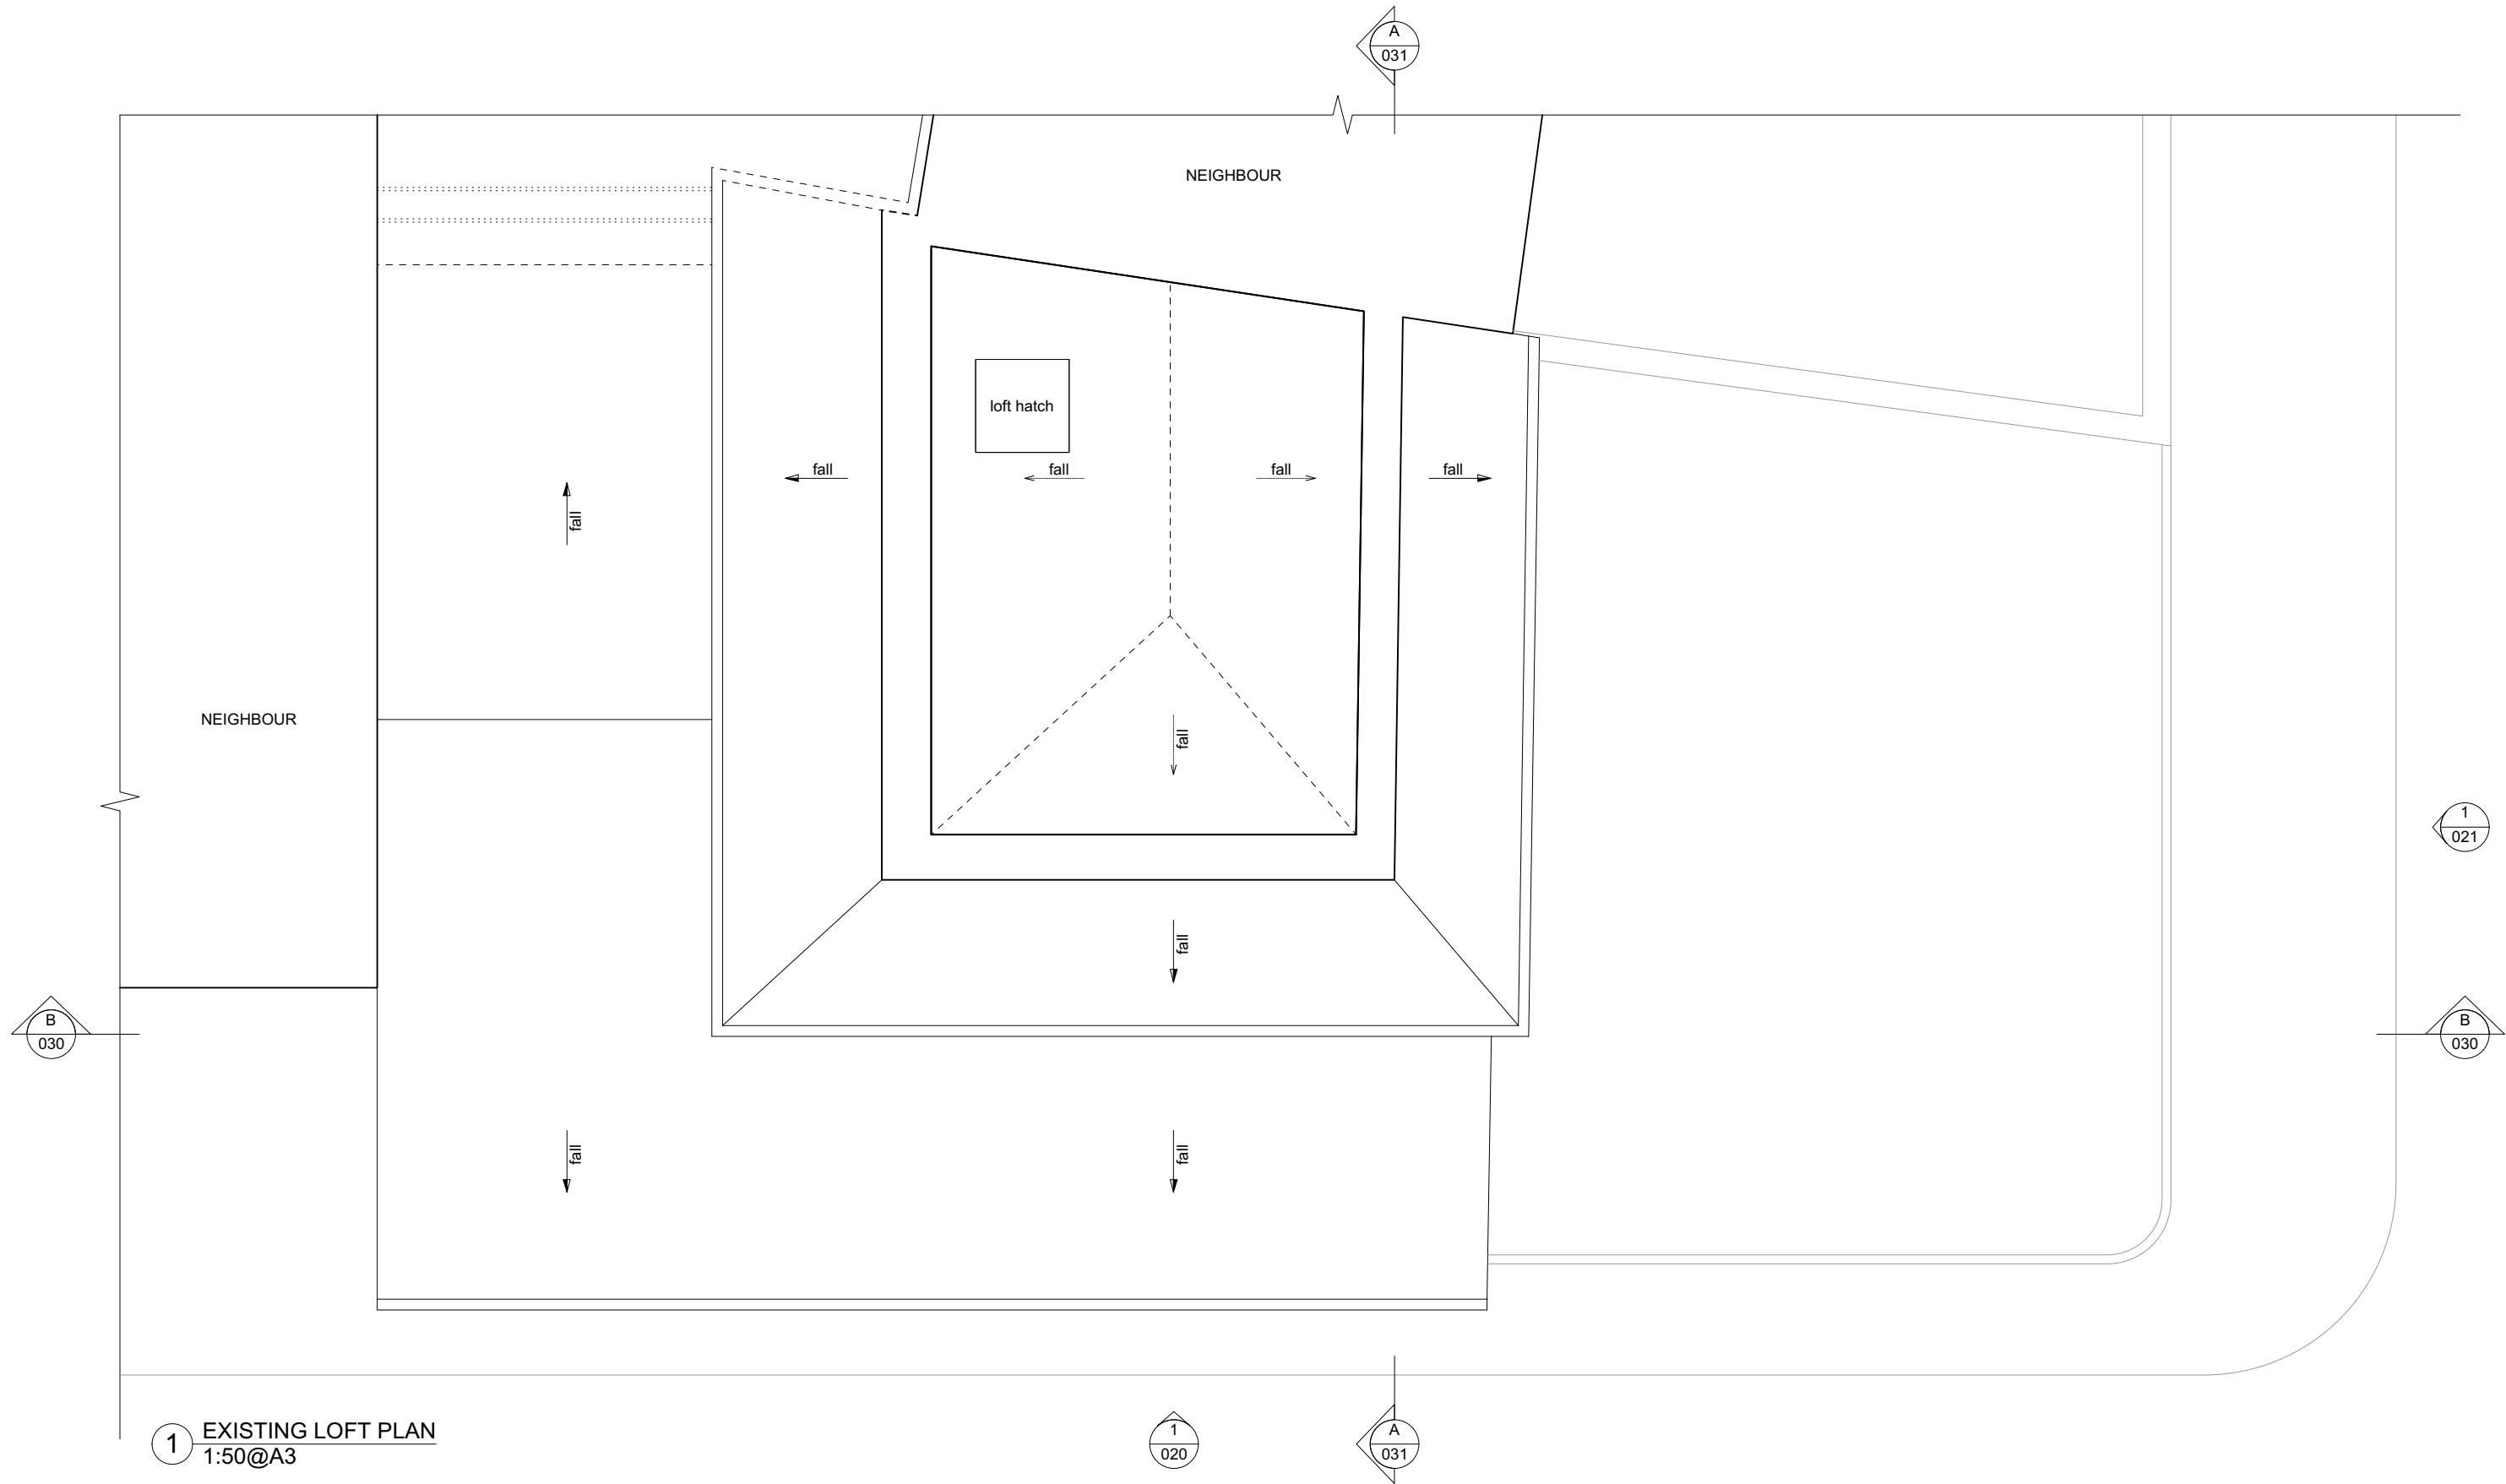 A
031
NEIGHBOUR
loft hatch
fall
fall
fall
fall
fall
NEIGHBOUR
fall
1
021
fall
B
030
B
030
fall
fall
1
EXISTING LOFT PLAN
1:50@A3
1
020
A
031